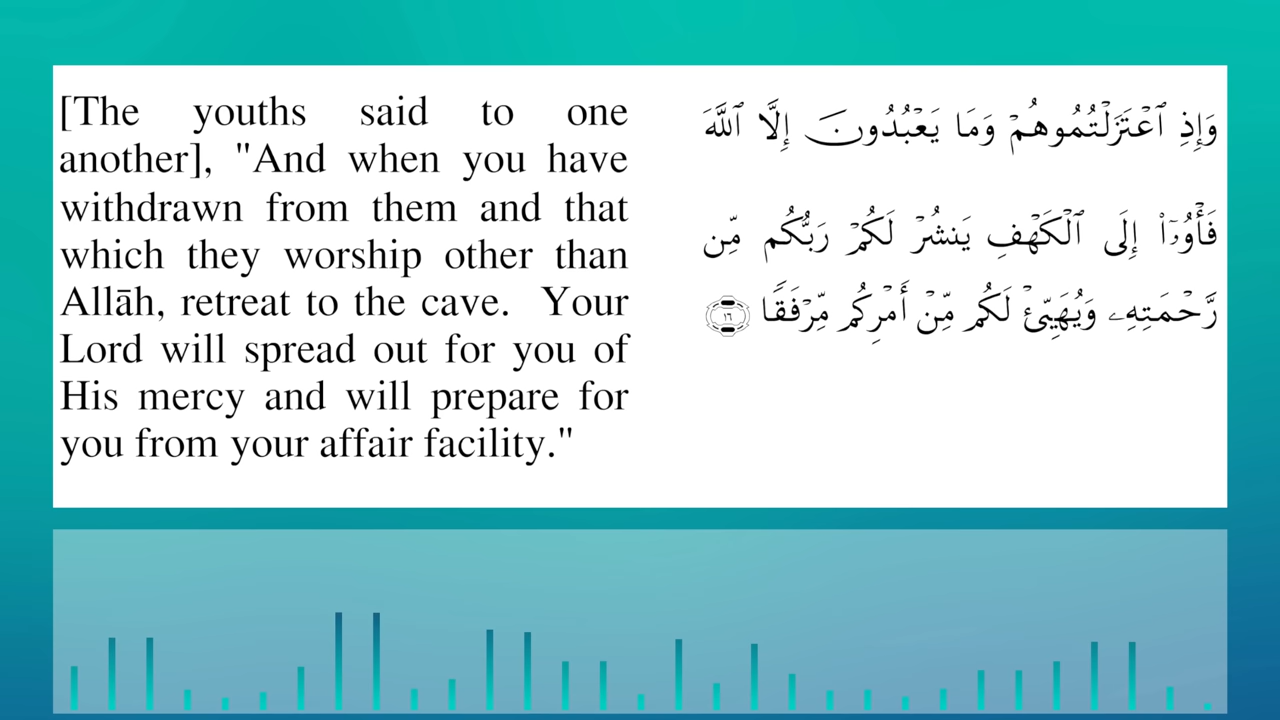 [The youths said to one
another], "And when you have
withdrawn from them and that
which they worship other than
Allāh, retreat to the cave.  Your
Lord will spread out for you of
His mercy and will prepare for
you from your affair facility."
وَإِذِ ٱعْتَزَلْتُمُوهُمْ وَمَا يَعْبُدُونَ إِلَّا ٱللَّهَ
فَأْوُۥٓا۟ إِلَى ٱلْكَهْفِ يَنشُرْ لَكُمْ رَبُّكُم مِّن
رَّحْمَتِهِۦ وَيُهَيِّئْ لَكُم مِّنْ أَمْرِكُم مِّرْفَقًا ١٦